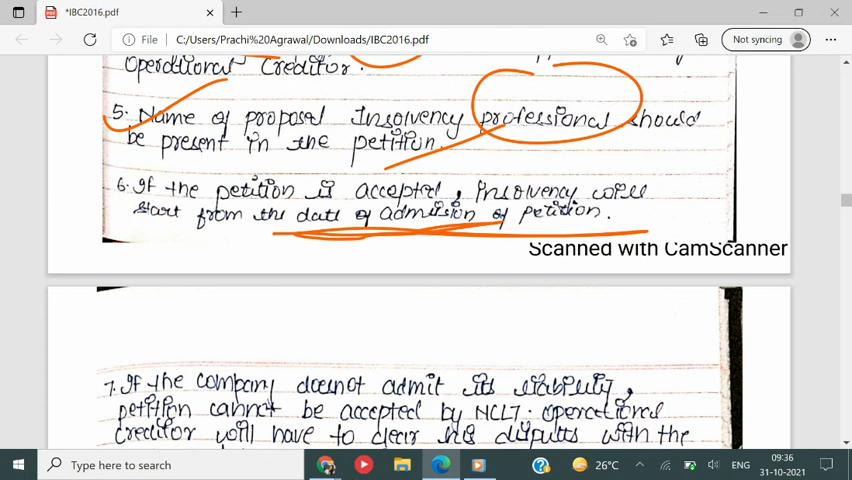 *IBC2016.pdf
File
C:/Users/Prachi%20Agrawal/Downloads/IBC2016.pdf
Not syncing
Operational Creditor.
5. Name of proposal Insolvency professional should
be present in the petition.
6. If the petition is accepted, Insolvency will
start from the date of admission of petition.
Scanned with CamScanner
7. If the company doesnot admit its liability,
petition cannot be accepted by NCLT. Operational
creditor will have to clear his disputs with the
Type here to search
26°C
ENG
09:36
31-10-2021